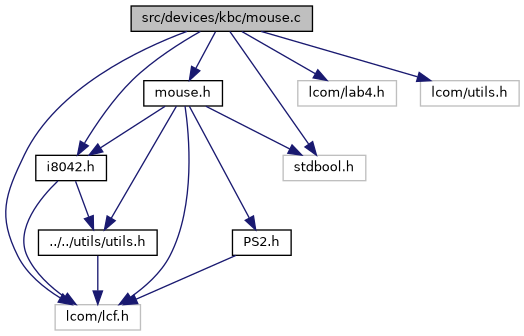 src/devices/kbc/mouse.c
mouse.h
lcom/lab4.h
lcom/utils.h
i8042.h
stdbool.h
../../utils/utils.h
PS2.h
lcom/lcf.h